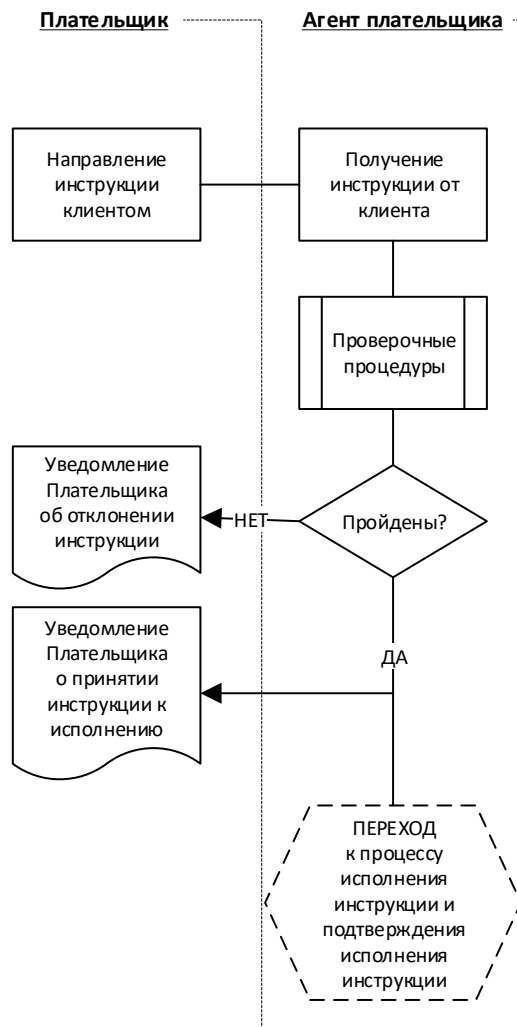 Плательщик
Агент плательщика
Направление
инструкции
клиентом
Получение
инструкции от
клиента
Проверочные
процедуры
Уведомление
Плательщика
об отклонении
инструкции
НЕТ
Пройдены?
Уведомление
Плательщика
о принятии
инструкции к
исполнению
ДА
ПЕРЕХОД
к процессу
исполнения
инструкции и
подтверждения
исполнения
инструкции